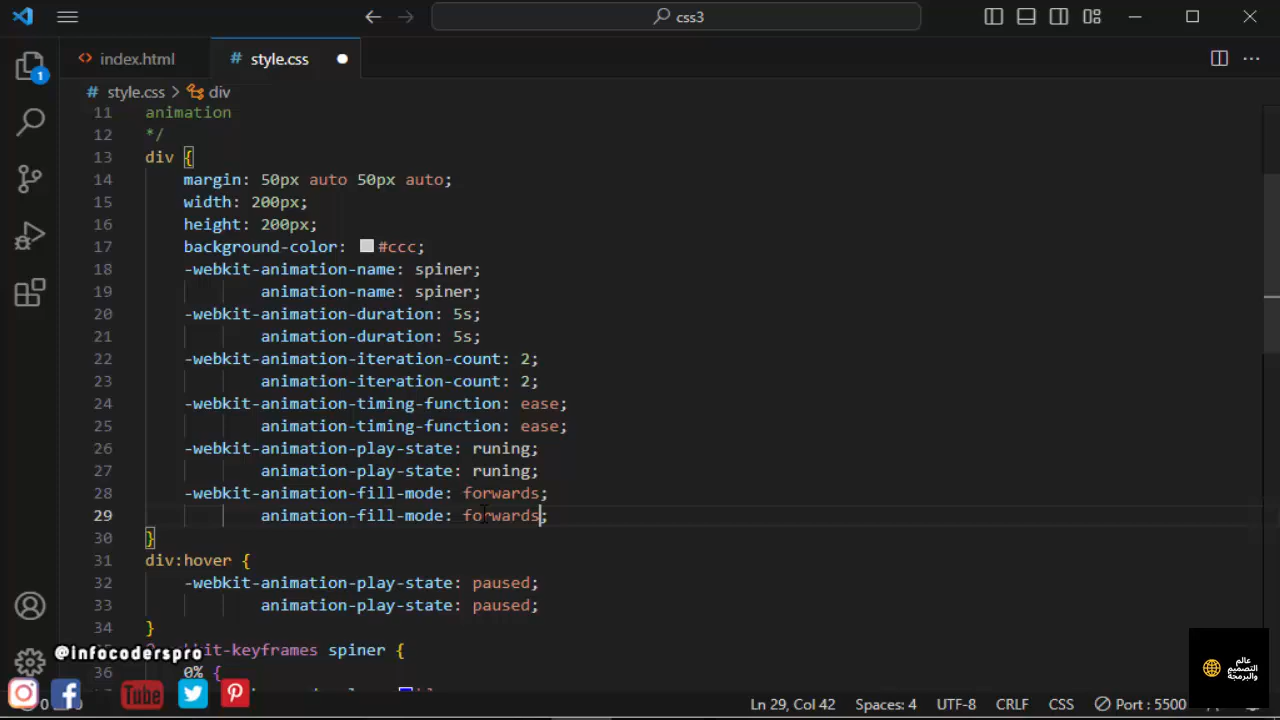 css3
index.html
# style.css
# style.css > div
1
11 animation
12 */
13 div {
14 margin: 50px auto 50px auto;
15 width: 200px;
16 height: 200px;
17 background-color: #ccc;
18 -webkit-animation-name: spiner;
19 animation-name: spiner;
20 -webkit-animation-duration: 5s;
21 animation-duration: 5s;
22 -webkit-animation-iteration-count: 2;
23 animation-iteration-count: 2;
24 -webkit-animation-timing-function: ease;
25 animation-timing-function: ease;
26 -webkit-animation-play-state: runing;
27 animation-play-state: runing;
28 -webkit-animation-fill-mode: forwards;
29 animation-fill-mode: forwards;
30 }
31 div:hover {
32 -webkit-animation-play-state: paused;
33 animation-play-state: paused;
34 }
-keyframes spiner {
@infocoderspro
36 0% {
عالم
التصميم
والبرمجة
Tube
Ln 29, Col 42 Spaces: 4 UTF-8 CRLF CSS Port : 5500